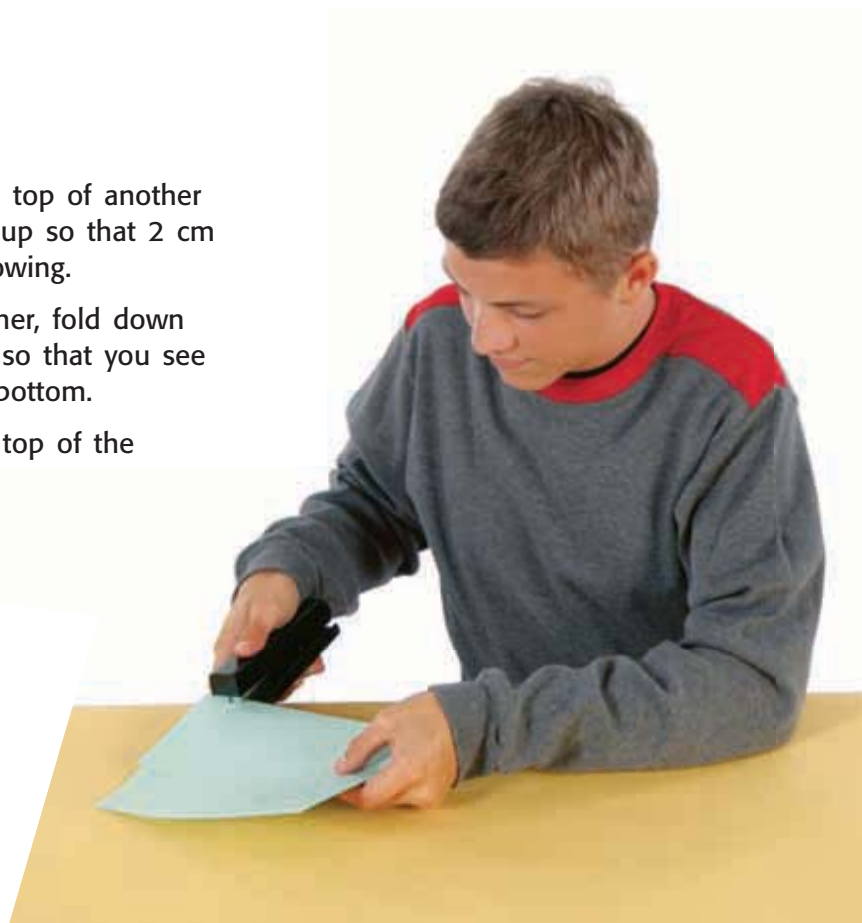 top of another
up so that 2 cm
owing.
her, fold down
so that you see
bottom.
top of the